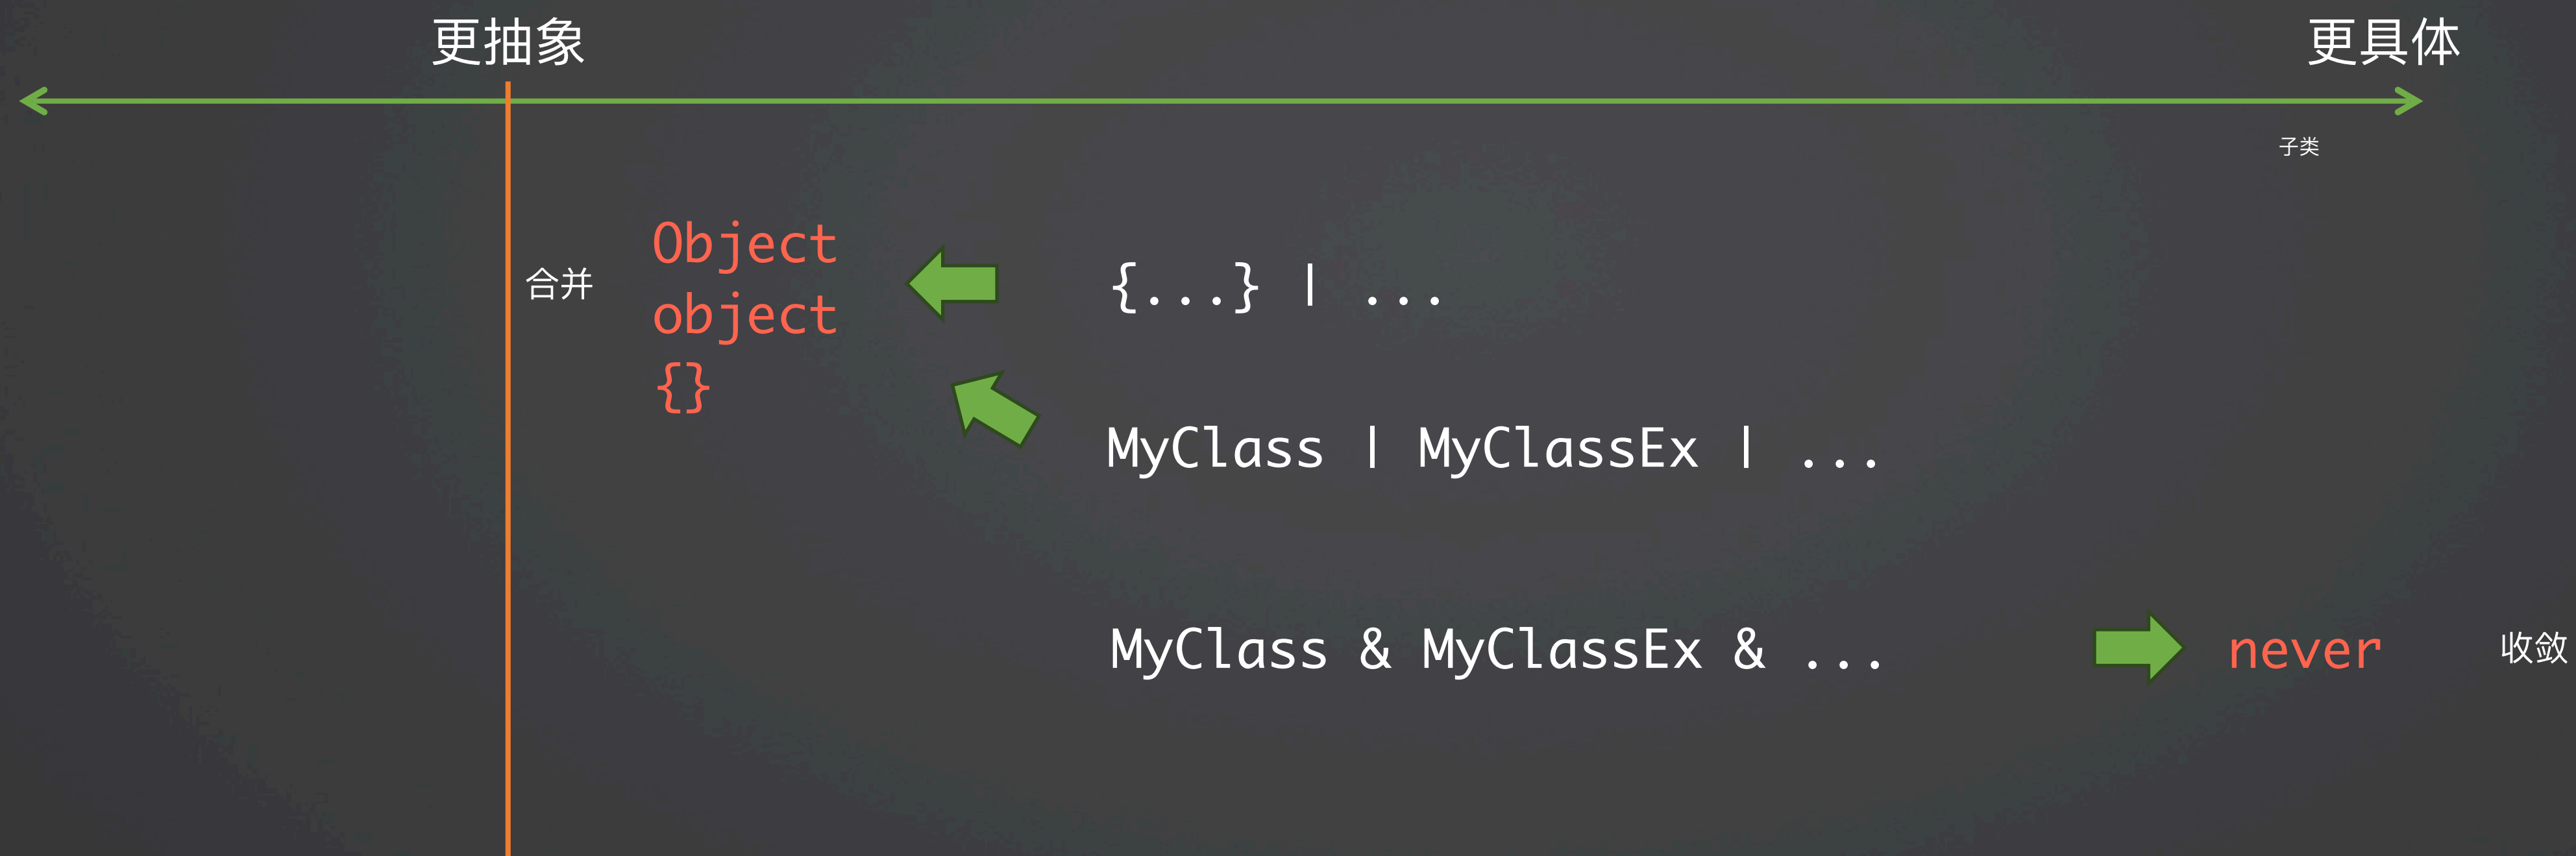 更抽象
更具体
子类
Object
object
{}
合并
{...} | ...
MyClass | MyClassEx | ...
MyClass & MyClassEx & ...
never
收敛